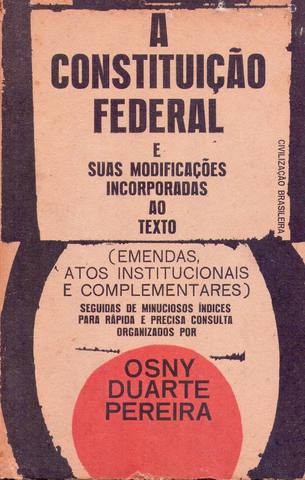 A
CONSTITUIÇÃO
FEDERAL
E
SUAS MODIFICAÇÕES
INCORPORADAS
AO
TEXTO
CIVILIZAÇÃO BRASILEIRA
(EMENDAS,
ATOS INSTITUCIONAIS
E COMPLEMENTARES)
SEGUIDAS DE MINUCIOSOS ÍNDICES
PARA RÁPIDA E PRECISA CONSULTA
ORGANIZADOS POR
OSNY
DUARTE
PEREIRA